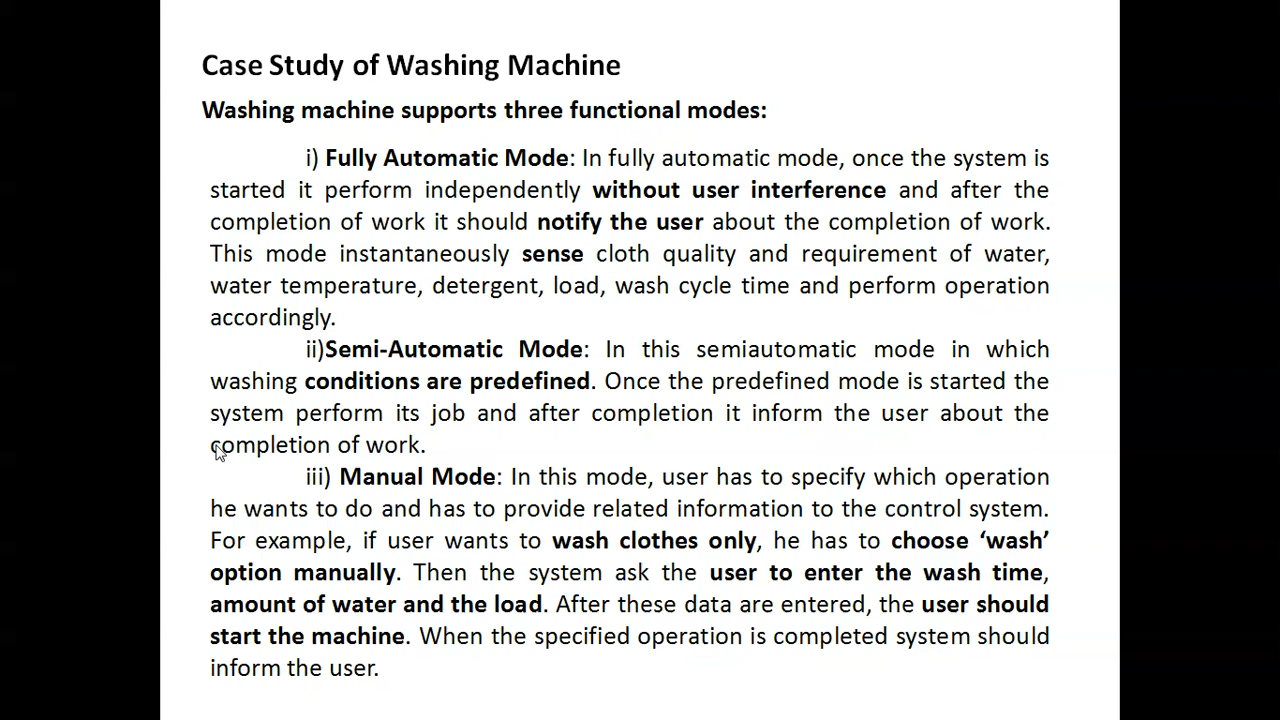 Case Study of Washing Machine
Washing machine supports three functional modes:
i) Fully Automatic Mode: In fully automatic mode, once the system is
started it perform independently without user interference and after the
completion of work it should notify the user about the completion of work.
This mode instantaneously sense cloth quality and requirement of water,
water temperature, detergent, load, wash cycle time and perform operation
accordingly.
ii)Semi-Automatic Mode: In this semiautomatic mode in which
washing conditions are predefined. Once the predefined mode is started the
system perform its job and after completion it inform the user about the
completion of work.
iii) Manual Mode: In this mode, user has to specify which operation
he wants to do and has to provide related information to the control system.
For example, if user wants to wash clothes only, he has to choose ‘wash’
option manually. Then the system ask the user to enter the wash time,
amount of water and the load. After these data are entered, the user should
start the machine. When the specified operation is completed system should
inform the user.